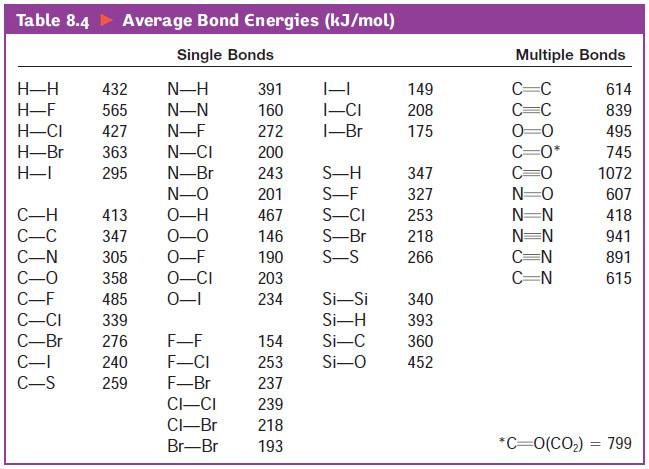 Table 8.4 ▶ Average Bond Energies (kJ/mol)
Single Bonds Multiple Bonds
H—H 432 N—H 391 I—I 149 C=C 614
H—F 565 N—N 160 I—Cl 208 C≡C 839
H—Cl 427 N—F 272 I—Br 175 O=O 495
H—Br 363 N—Cl 200 C=O* 745
H—I 295 N—Br 243 S—H 347 C≡O 1072
N—O 201 S—F 327 N=O 607
C—H 413 O—H 467 S—Cl 253 N=N 418
C—C 347 O—O 146 S—Br 218 N≡N 941
C—N 305 O—F 190 S—S 266 C≡N 891
C—O 358 O—Cl 203 C=N 615
C—F 485 O—I 234 Si—Si 340
C—Cl 339 Si—H 393
C—Br 276 F—F 154 Si—C 360
C—I 240 F—Cl 253 Si—O 452
C—S 259 F—Br 237
Cl—Cl 239
Cl—Br 218
Br—Br 193 *C=O(CO₂) = 799